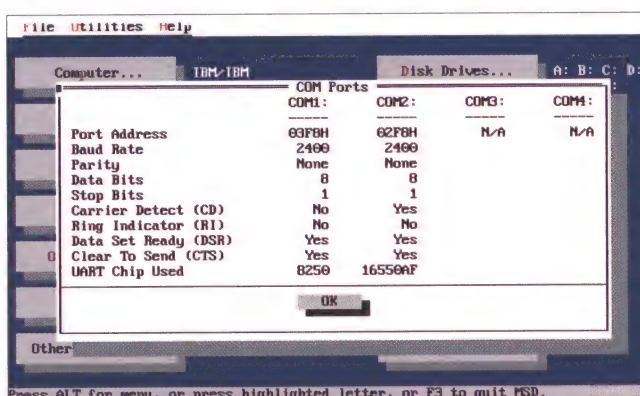 File Utilities Help
Computer... IBM/IBM Disk Drives... A: B: C: D:
COM Ports
COM1: COM2: COM3: COM4:
----- ----- ----- -----
Port Address 03F8H 02F8H N/A N/A
Baud Rate 2400 2400
Parity None None
Data Bits 8 8
Stop Bits 1 1
Carrier Detect (CD) No Yes
Ring Indicator (RI) No No
Data Set Ready (DSR) Yes Yes
Clear To Send (CTS) Yes Yes
UART Chip Used 8250 16550AF
OK
Other
Press ALT for menu, or press highlighted letter, or F3 to quit MSD.